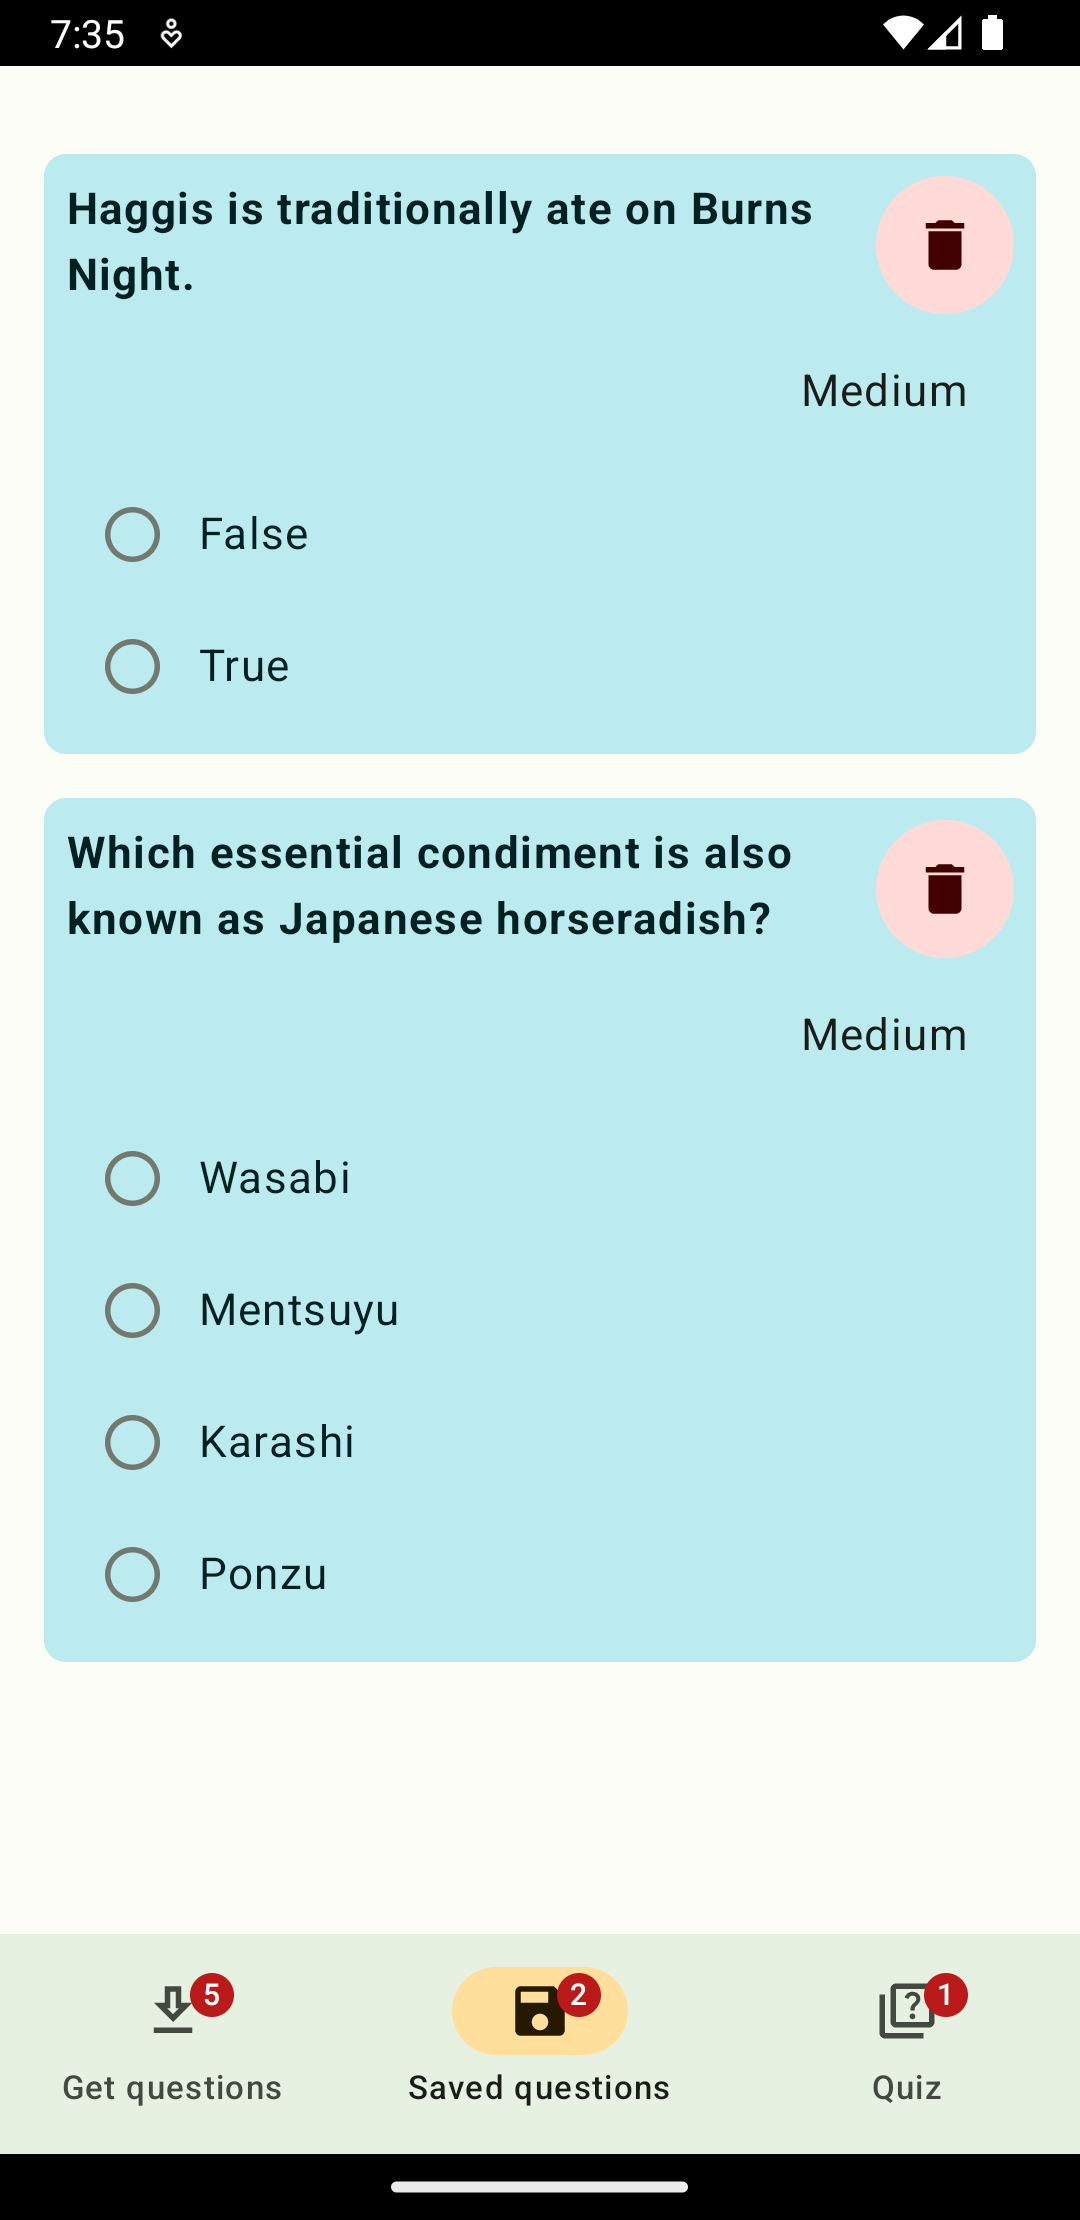 7:35
Haggis is traditionally ate on Burns
Night.
Medium
False
True
Which essential condiment is also
known as Japanese horseradish?
Medium
Wasabi
Mentsuyu
Karashi
Ponzu
5
2
?
1
Get questions
Saved questions
Quiz